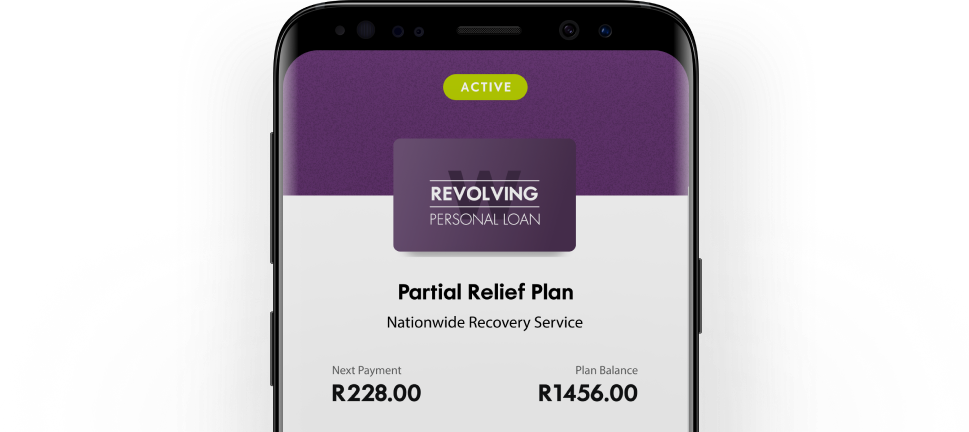 ACTIVE
W
REVOLVING
PERSONAL LOAN
Partial Relief Plan
Nationwide Recovery Service
Next Payment
Plan Balance
R228.00
R1456.00